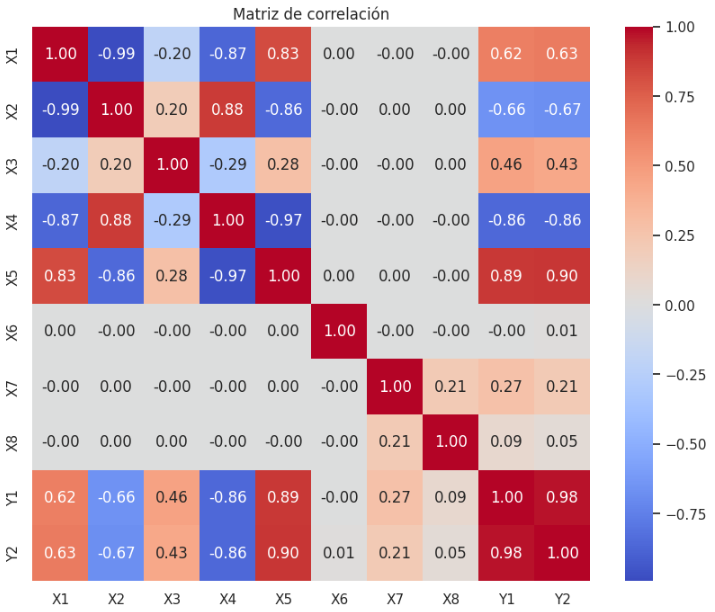 Matriz de correlación
X1 1.00 -0.99 -0.20 -0.87 0.83 0.00 -0.00 -0.00 0.62 0.63
X2 -0.99 1.00 0.20 0.88 -0.86 -0.00 0.00 0.00 -0.66 -0.67
X3 -0.20 0.20 1.00 -0.29 0.28 -0.00 -0.00 0.00 0.46 0.43
X4 -0.87 0.88 -0.29 1.00 -0.97 -0.00 -0.00 -0.00 -0.86 -0.86
X5 0.83 -0.86 0.28 -0.97 1.00 0.00 0.00 -0.00 0.89 0.90
X6 0.00 -0.00 -0.00 -0.00 0.00 1.00 -0.00 -0.00 -0.00 0.01
X7 -0.00 0.00 -0.00 -0.00 0.00 -0.00 1.00 0.21 0.27 0.21
X8 -0.00 0.00 0.00 -0.00 -0.00 -0.00 0.21 1.00 0.09 0.05
Y1 0.62 -0.66 0.46 -0.86 0.89 -0.00 0.27 0.09 1.00 0.98
Y2 0.63 -0.67 0.43 -0.86 0.90 0.01 0.21 0.05 0.98 1.00
X1 X2 X3 X4 X5 X6 X7 X8 Y1 Y2
1.00
0.75
0.50
0.25
0.00
−0.25
−0.50
−0.75